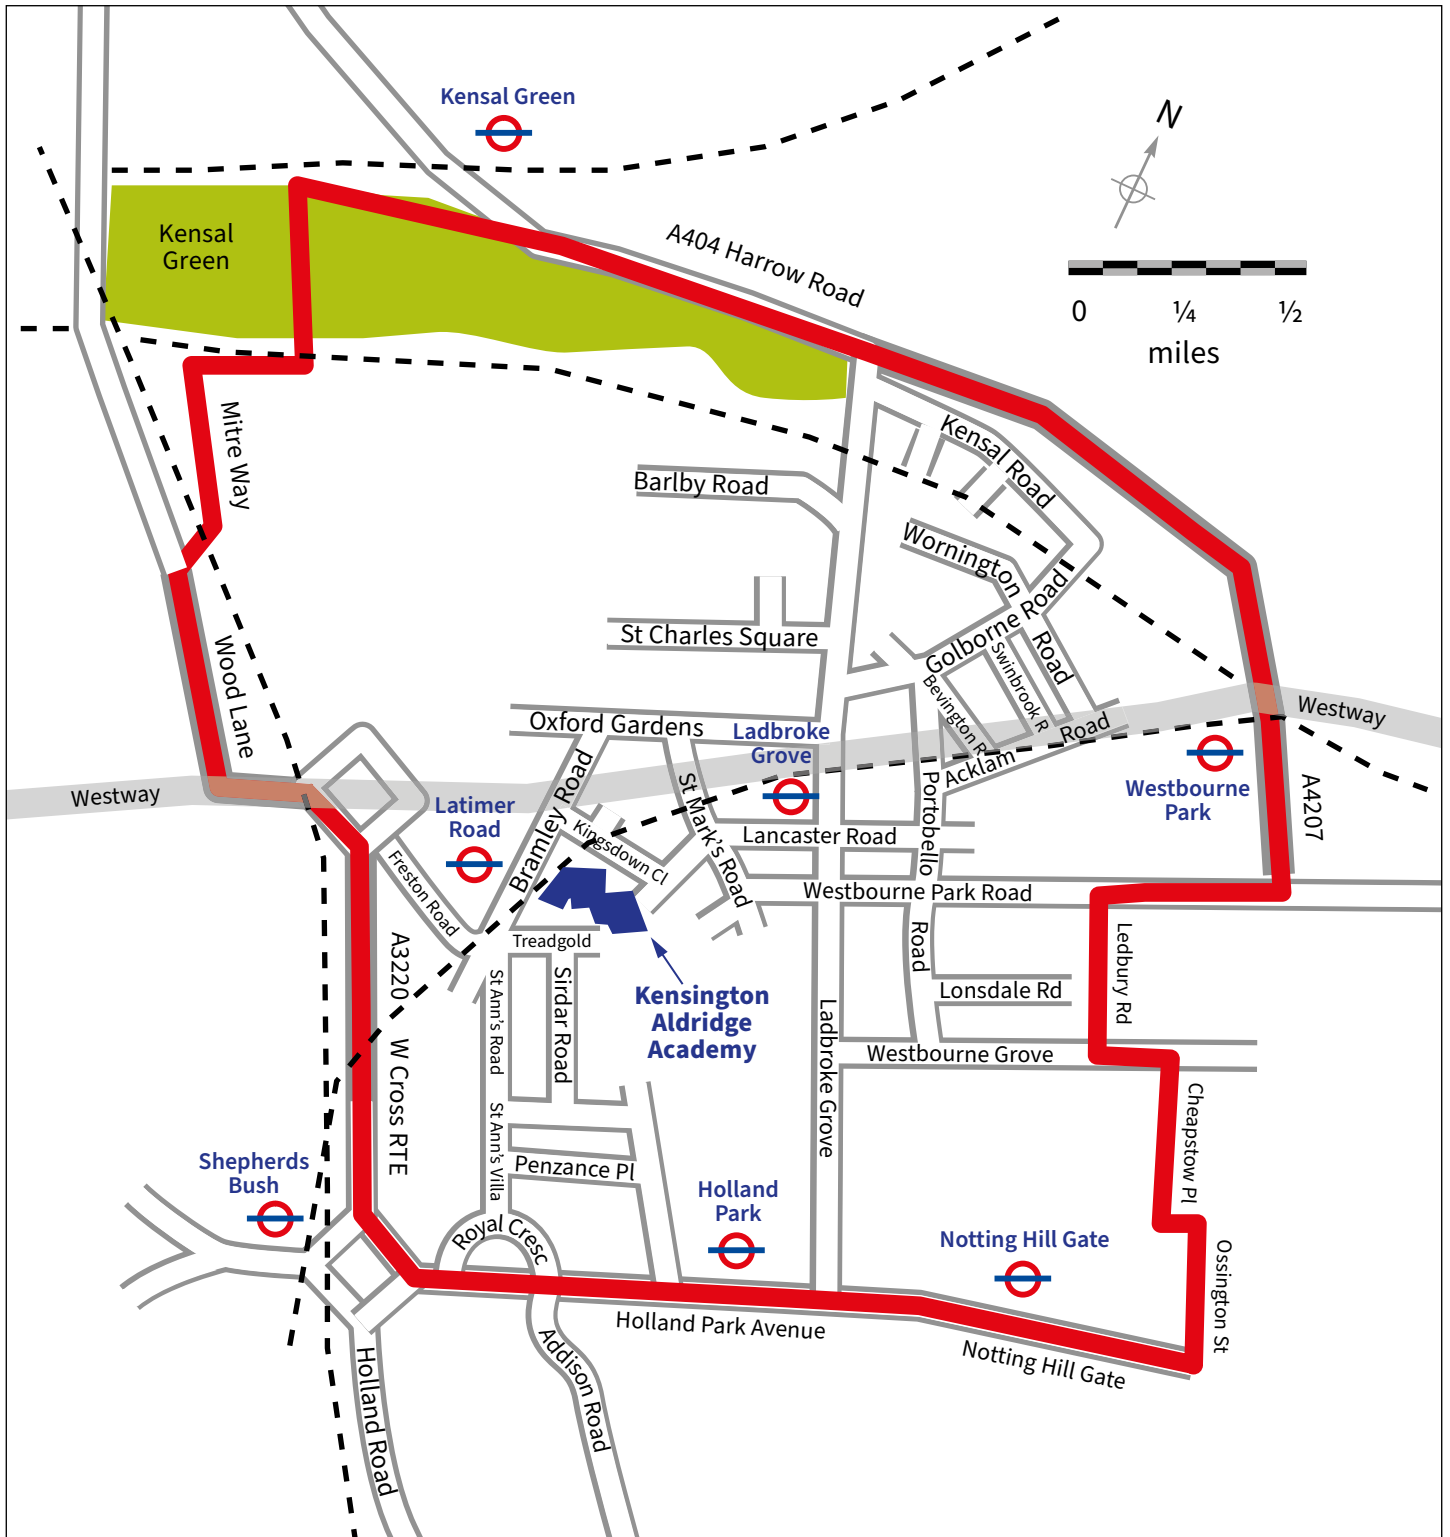 Kensal Green
N
Kensal
Green
A404 Harrow Road
0 ¼ ½
miles
Mitre Way
Kensal Road
Barlby Road
Wornington
Road
Golborne Road
St Charles Square
Swinbrook R
Bevington R
Wood Lane
Oxford Gardens
Ladbroke
Grove
Acklam
Road
Westway
Westway
Westbourne
Park
A4207
Latimer
Road
Bramley Road
St Mark's Road
Kingsdown Cl
Lancaster Road
Portobello
Road
Freston Road
Westbourne Park Road
Treadgold
A3220 W Cross RTE
St Ann's Road
Sirdar Road
Kensington
Aldridge
Academy
Ladbroke Grove
Lonsdale Rd
Ledbury Rd
Westbourne Grove
Cheapstow Pl
St Ann's Villa
Penzance Pl
Shepherds
Bush
Holland
Park
Royal Cresc
Notting Hill Gate
Ossington St
Holland Park Avenue
Notting Hill Gate
Addison Road
Holland Road